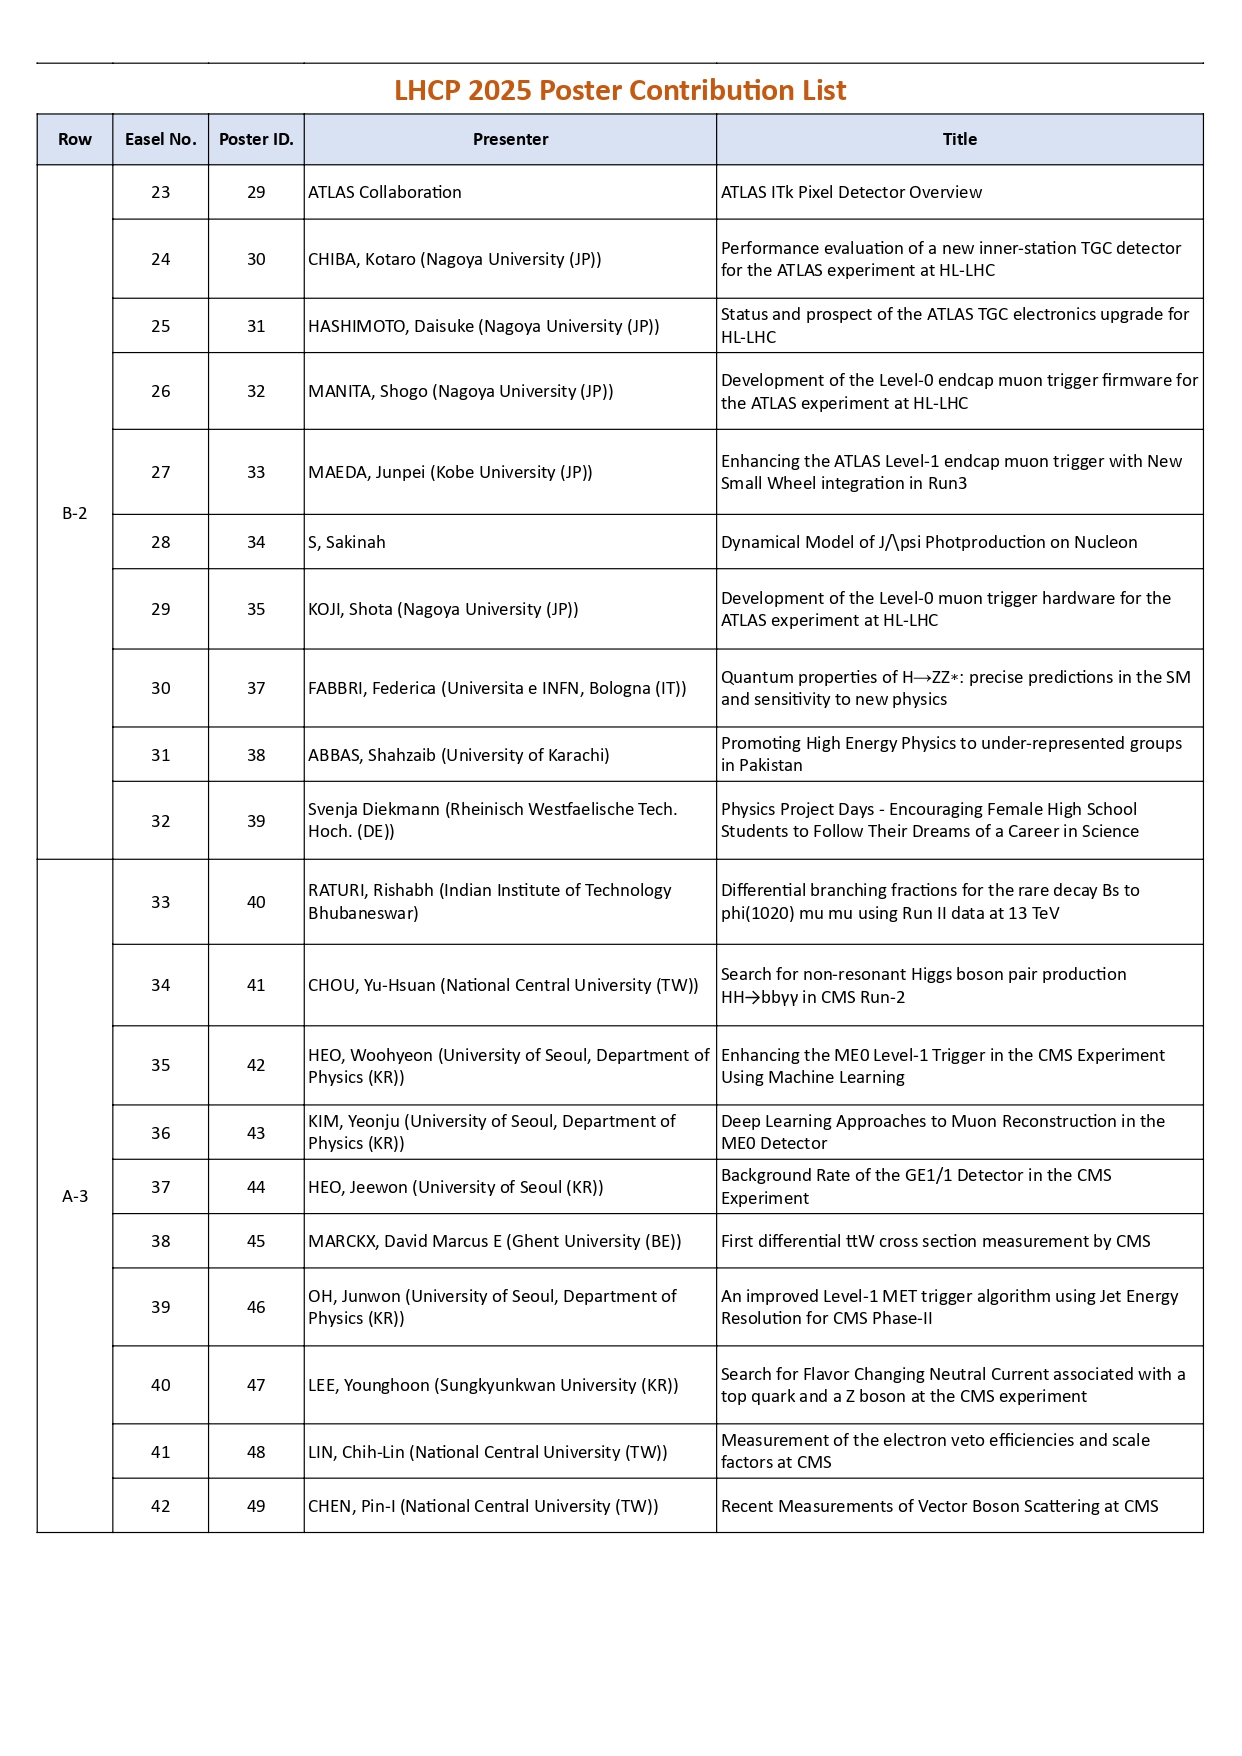 LHCP 2025 Poster Contribution List
Row Easel No. Poster ID. Presenter Title
B-2
23 29 ATLAS Collaboration ATLAS ITk Pixel Detector Overview
24 30 CHIBA, Kotaro (Nagoya University (JP)) Performance evaluation of a new inner-station TGC detector
for the ATLAS experiment at HL-LHC
25 31 HASHIMOTO, Daisuke (Nagoya University (JP)) Status and prospect of the ATLAS TGC electronics upgrade for
HL-LHC
26 32 MANITA, Shogo (Nagoya University (JP)) Development of the Level-0 endcap muon trigger firmware for
the ATLAS experiment at HL-LHC
27 33 MAEDA, Junpei (Kobe University (JP)) Enhancing the ATLAS Level-1 endcap muon trigger with New
Small Wheel integration in Run3
28 34 S, Sakinah Dynamical Model of J/\psi Photproduction on Nucleon
29 35 KOJI, Shota (Nagoya University (JP)) Development of the Level-0 muon trigger hardware for the
ATLAS experiment at HL-LHC
30 37 FABBRI, Federica (Universita e INFN, Bologna (IT)) Quantum properties of H→ZZ∗: precise predictions in the SM
and sensitivity to new physics
31 38 ABBAS, Shahzaib (University of Karachi) Promoting High Energy Physics to under-represented groups
in Pakistan
32 39 Svenja Diekmann (Rheinisch Westfaelische Tech.
Hoch. (DE)) Physics Project Days - Encouraging Female High School
Students to Follow Their Dreams of a Career in Science
A-3
33 40 RATURI, Rishabh (Indian Institute of Technology
Bhubaneswar) Differential branching fractions for the rare decay Bs to
phi(1020) mu mu using Run II data at 13 TeV
34 41 CHOU, Yu-Hsuan (National Central University (TW)) Search for non-resonant Higgs boson pair production
HH→bbγγ in CMS Run-2
35 42 HEO, Woohyeon (University of Seoul, Department of
Physics (KR)) Enhancing the ME0 Level-1 Trigger in the CMS Experiment
Using Machine Learning
36 43 KIM, Yeonju (University of Seoul, Department of
Physics (KR)) Deep Learning Approaches to Muon Reconstruction in the
ME0 Detector
37 44 HEO, Jeewon (University of Seoul (KR)) Background Rate of the GE1/1 Detector in the CMS
Experiment
38 45 MARCKX, David Marcus E (Ghent University (BE)) First differential ttW cross section measurement by CMS
39 46 OH, Junwon (University of Seoul, Department of
Physics (KR)) An improved Level-1 MET trigger algorithm using Jet Energy
Resolution for CMS Phase-II
40 47 LEE, Younghoon (Sungkyunkwan University (KR)) Search for Flavor Changing Neutral Current associated with a
top quark and a Z boson at the CMS experiment
41 48 LIN, Chih-Lin (National Central University (TW)) Measurement of the electron veto efficiencies and scale
factors at CMS
42 49 CHEN, Pin-I (National Central University (TW)) Recent Measurements of Vector Boson Scattering at CMS